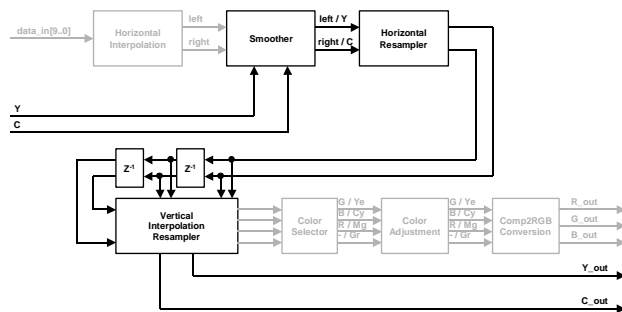 data_in[9..0]
Horizontal
Interpolation
left
right
Smoother
left / Y
right / C
Horizontal
Resampler
Y
C
Z-1
Z-1
Vertical
Interpolation
Resampler
Color
Selector
G / Ye
B / Cy
R / Mg
- / Gr
Color
Adjustment
G / Ye
B / Cy
R / Mg
- / Gr
Comp2RGB
Conversion
R_out
G_out
B_out
Y_out
C_out